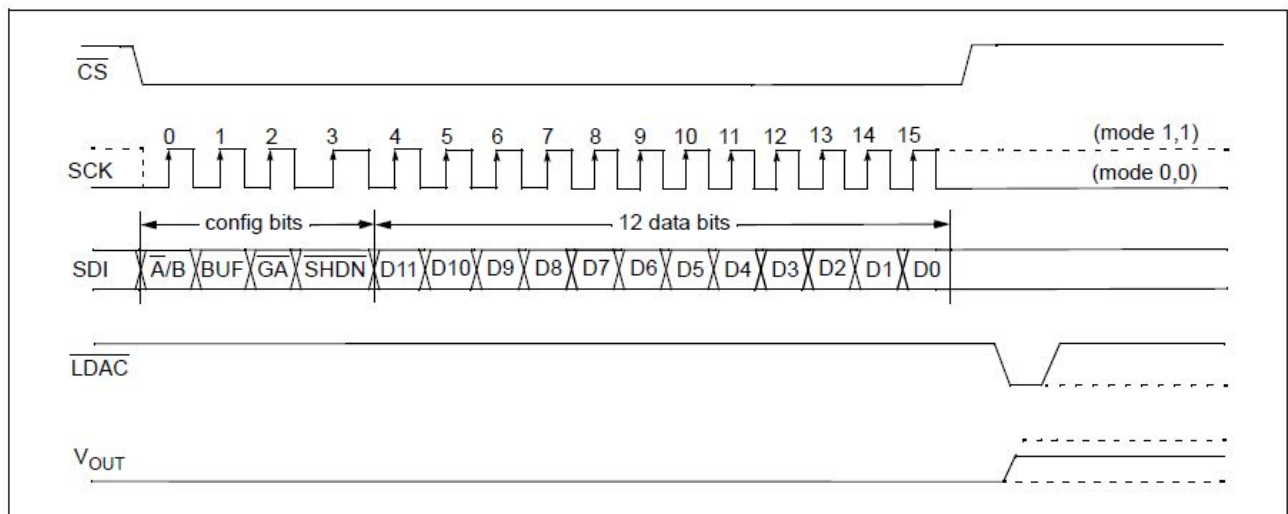 CS
0 1 2 3 4 5 6 7 8 9 10 11 12 13 14 15
(mode 1,1)
SCK
(mode 0,0)
config bits
12 data bits
SDI
A/B BUF GA SHDN D11 D10 D9 D8 D7 D6 D5 D4 D3 D2 D1 D0
LDAC
VOUT